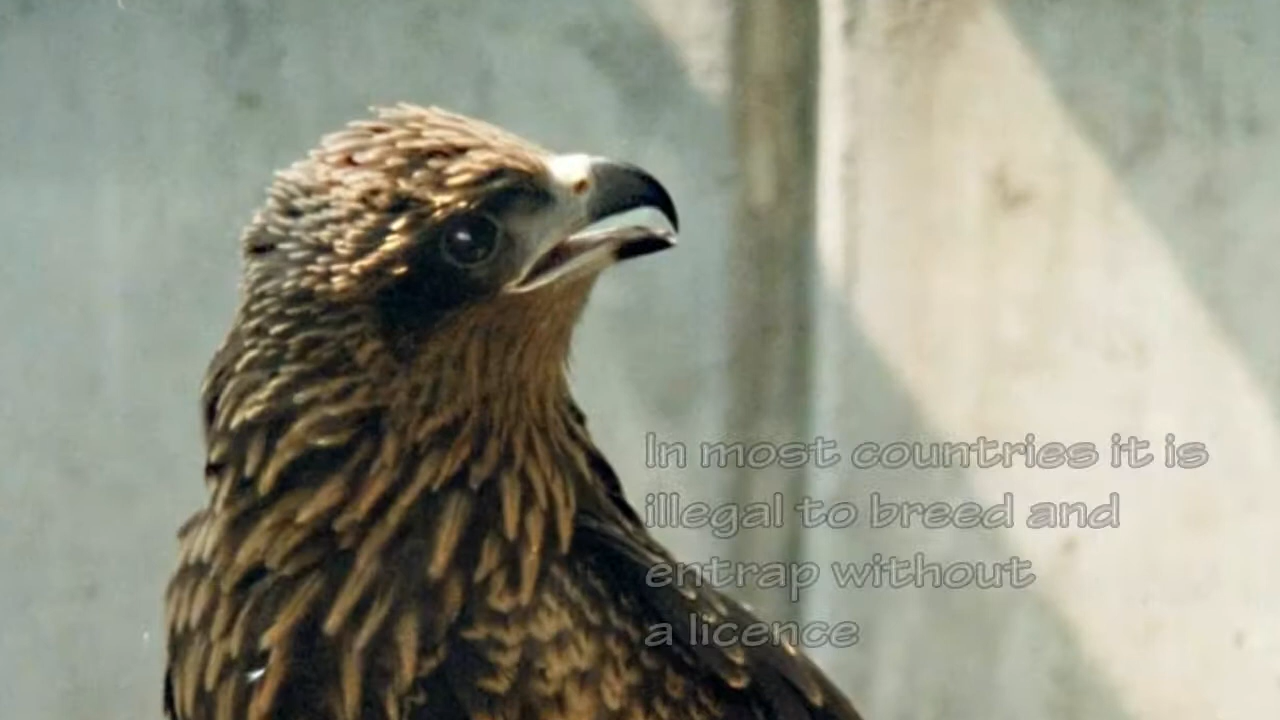 In most countries it is
illegal to breed and
entrap without
a licence